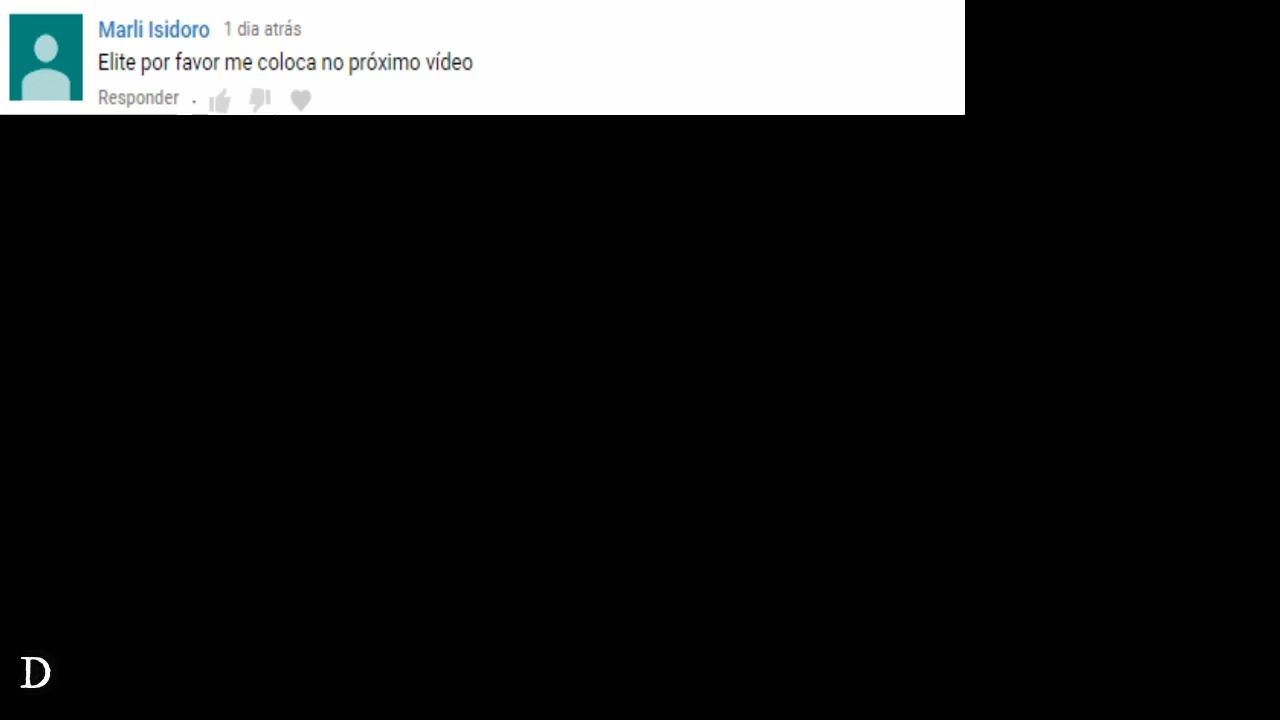 Marli Isidoro 1 dia atrás
Elite por favor me coloca no próximo vídeo
Responder .
D